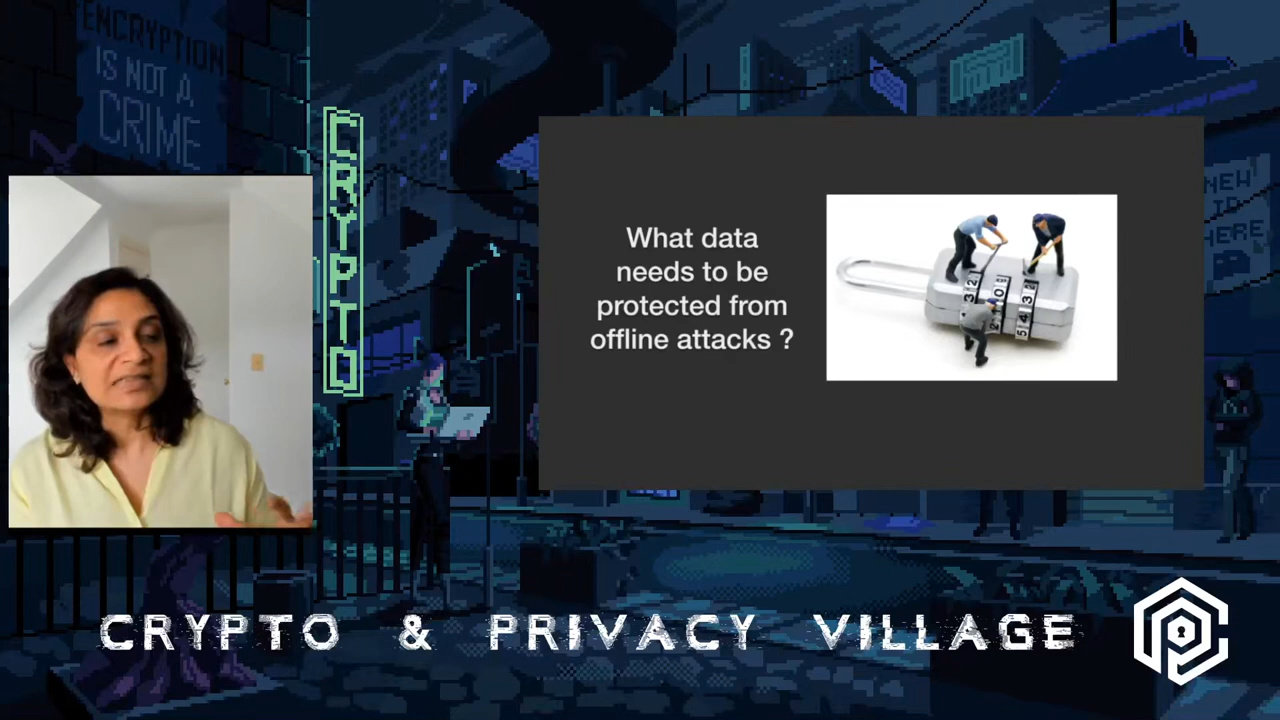 ENCRYPTION
IS NOT A
CRIME
CRYPTO
What data
needs to be
protected from
offline attacks ?
NEW
ID
HERE
CRYPTO & PRIVACY VILLAGE